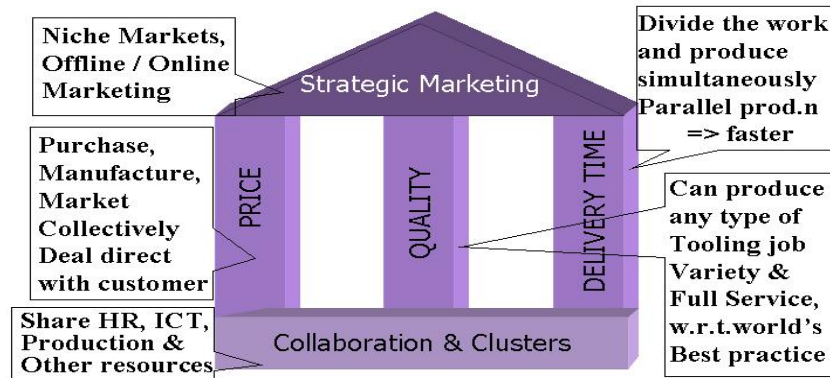 Niche Markets,
Offline / Online
Marketing
Strategic Marketing
Divide the work
and produce
simultaneously
Parallel prod.n
=> faster
Purchase,
Manufacture,
Market
Collectively
Deal direct
with customer
PRICE
QUALITY
DELIVERY TIME
Can produce
any type of
Tooling job
Variety &
Full Service,
w.r.t.world's
Best practice
Share HR, ICT,
Production &
Other resources
Collaboration & Clusters